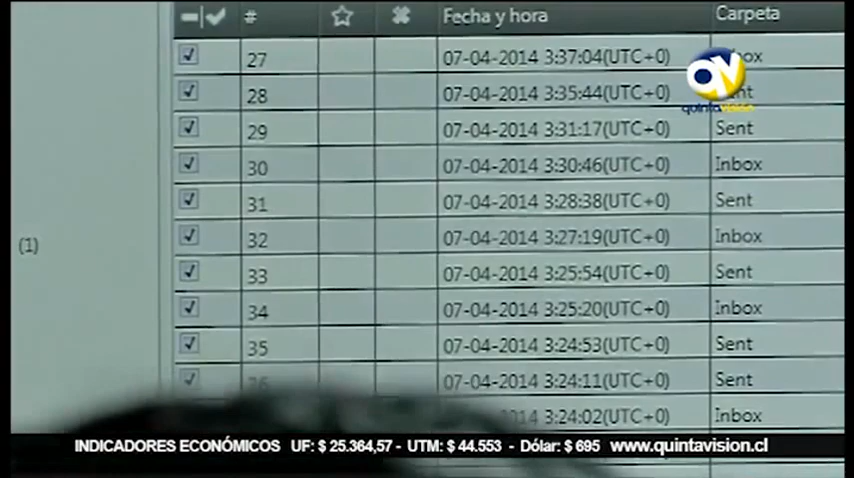 # Fecha y hora Carpeta
27 07-04-2014 3:37:04(UTC+0)
28 07-04-2014 3:35:44(UTC+0)
29 07-04-2014 3:31:17(UTC+0) Sent
30 07-04-2014 3:30:46(UTC+0) Inbox
31 07-04-2014 3:28:38(UTC+0) Sent
32 07-04-2014 3:27:19(UTC+0) Inbox
33 07-04-2014 3:25:54(UTC+0) Sent
34 07-04-2014 3:25:20(UTC+0) Inbox
35 07-04-2014 3:24:53(UTC+0) Sent
07-04-2014 3:24:11(UTC+0) Sent
2014 3:24:02(UTC+0) Inbox
(1)
QV
quintavision
INDICADORES ECONÓMICOS UF: $ 25.364,57 - UTM: $ 44.553 - Dólar: $ 695 www.quintavision.cl